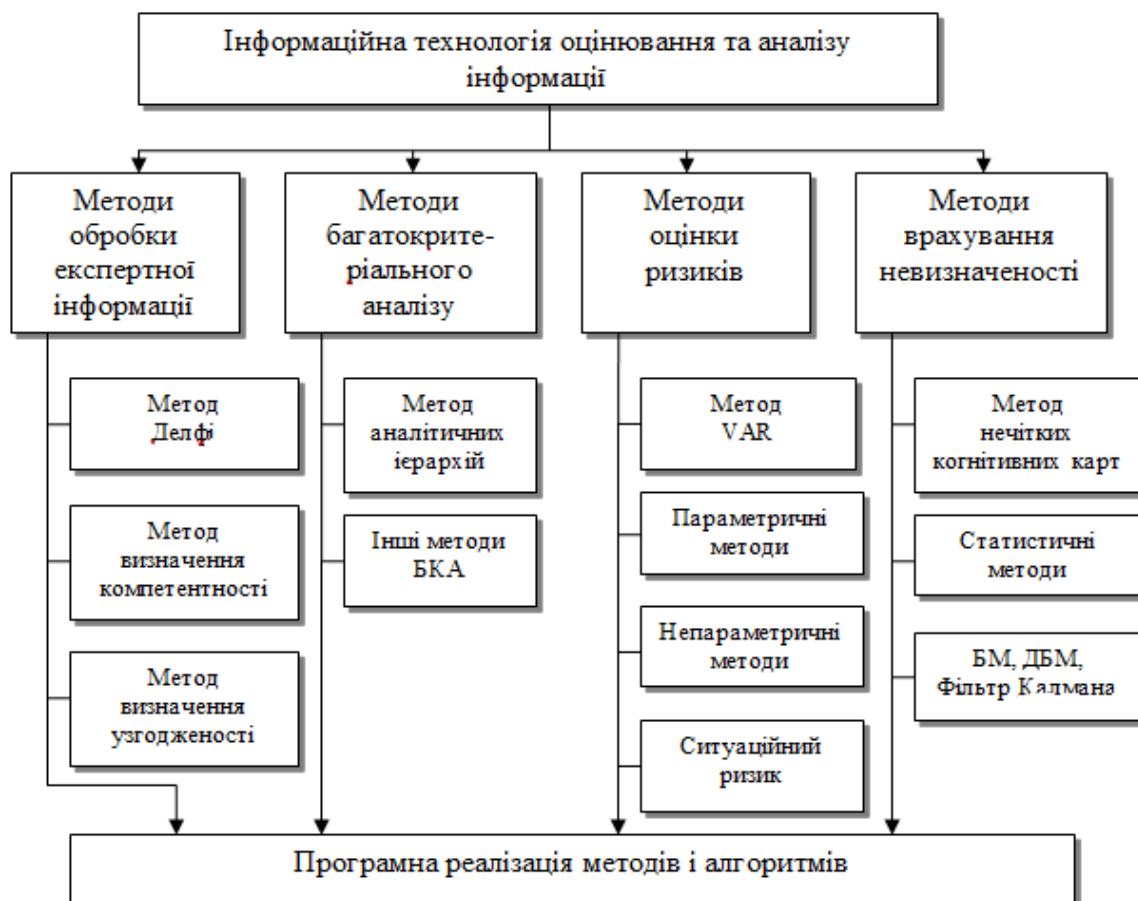 Інформаційна технологія оцінювання та аналізу
інформації
Методи
обробки
експертної
інформації
Методи
багатокрите-
ріального
аналізу
Методи
оцінки
ризиків
Методи
врахування
невизначеності
Метод
Делфі
Метод
визначення
компетентності
Метод
визначення
узгодженості
Метод
аналітичних
ієрархій
Інші методи
БКА
Метод
VAR
Параметричні
методи
Непараметричні
методи
Ситуаційний
ризик
Метод
нечітких
когнітивних карт
Статистичні
методи
БМ, ДБМ,
Фільтр Калмана
Програмна реалізація методів і алгоритмів